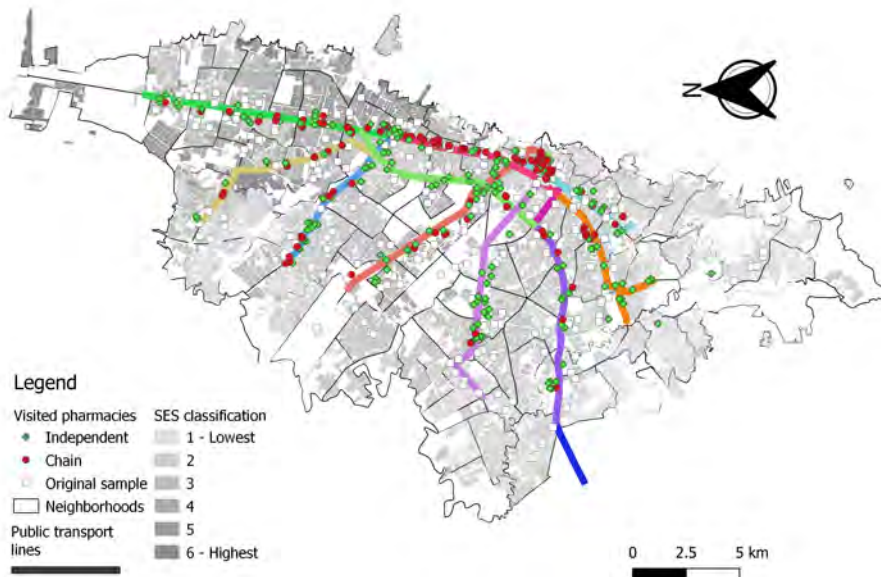 N
Legend
Visited pharmacies
Independent
Chain
Original sample
Neighborhoods
Public transport
lines
SES classification
1 - Lowest
2
3
4
5
6 - Highest
0 2.5 5 km